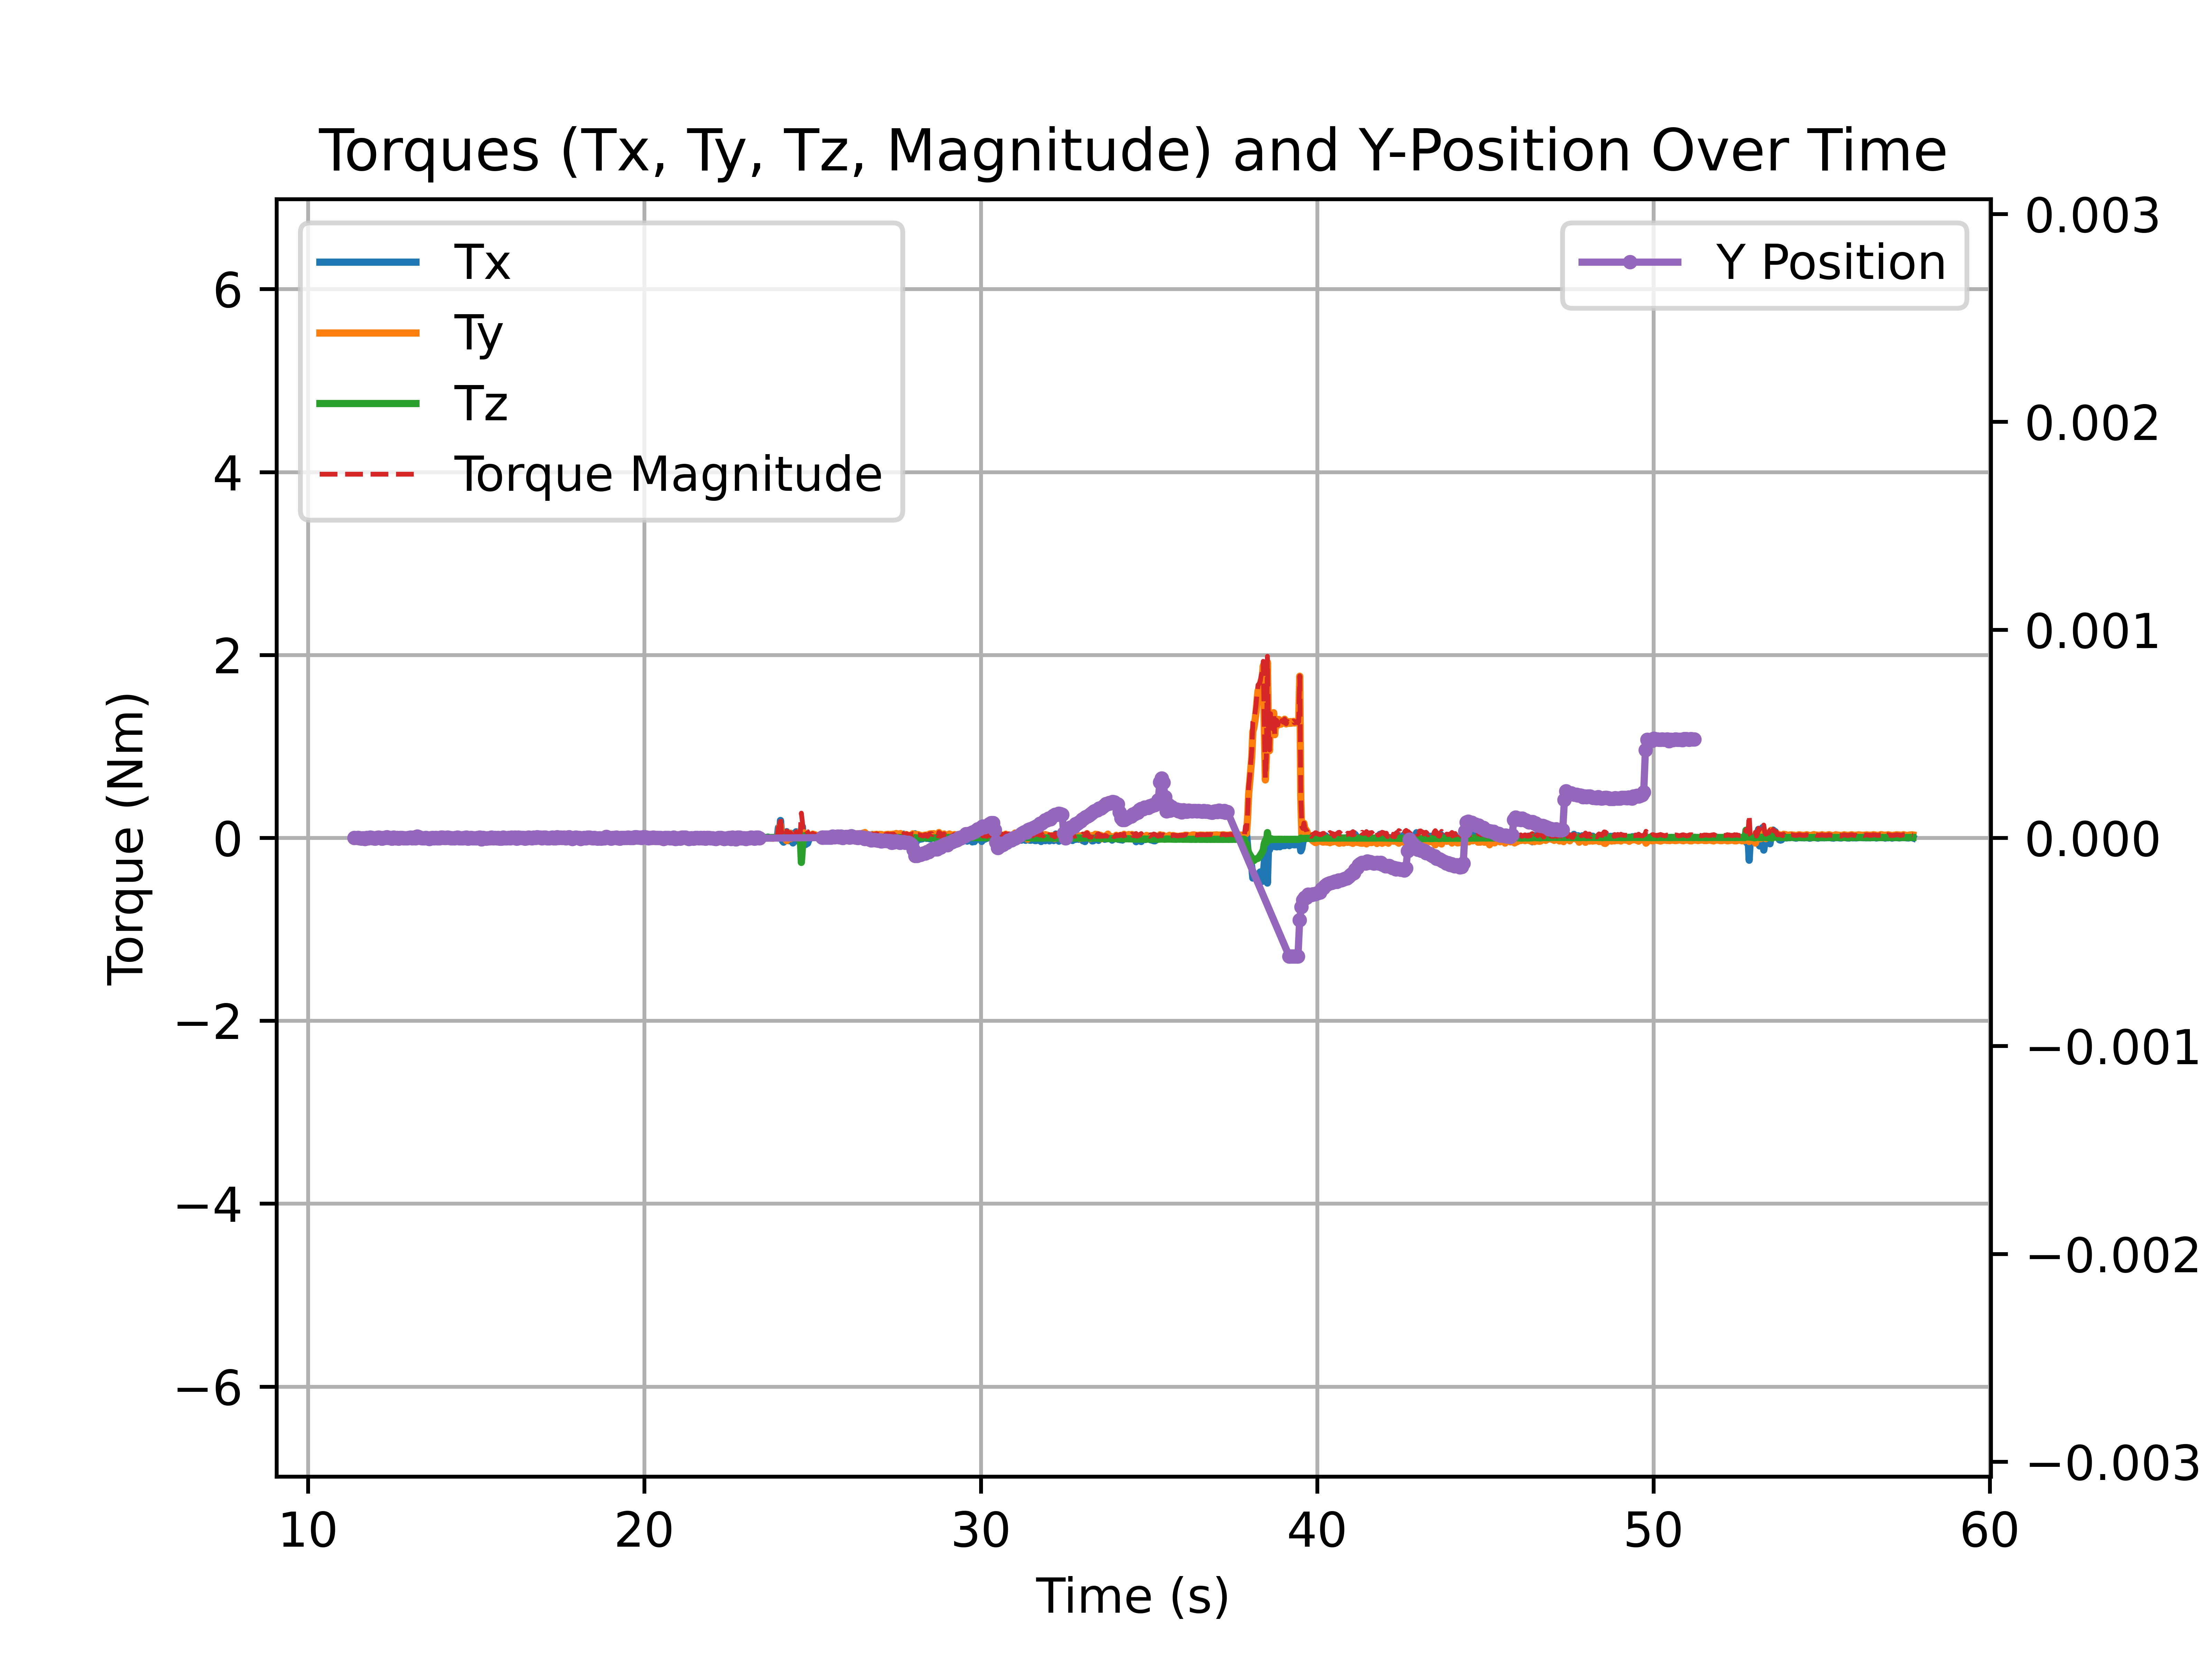 Torques (Tx, Ty, Tz, Magnitude) and Y-Position Over Time
Tx
Ty
Tz
Torque Magnitude
Y Position
6
4
2
0
−2
−4
−6
Torque (Nm)
0.003
0.002
0.001
0.000
−0.001
−0.002
−0.003
10 20 30 40 50 60
Time (s)